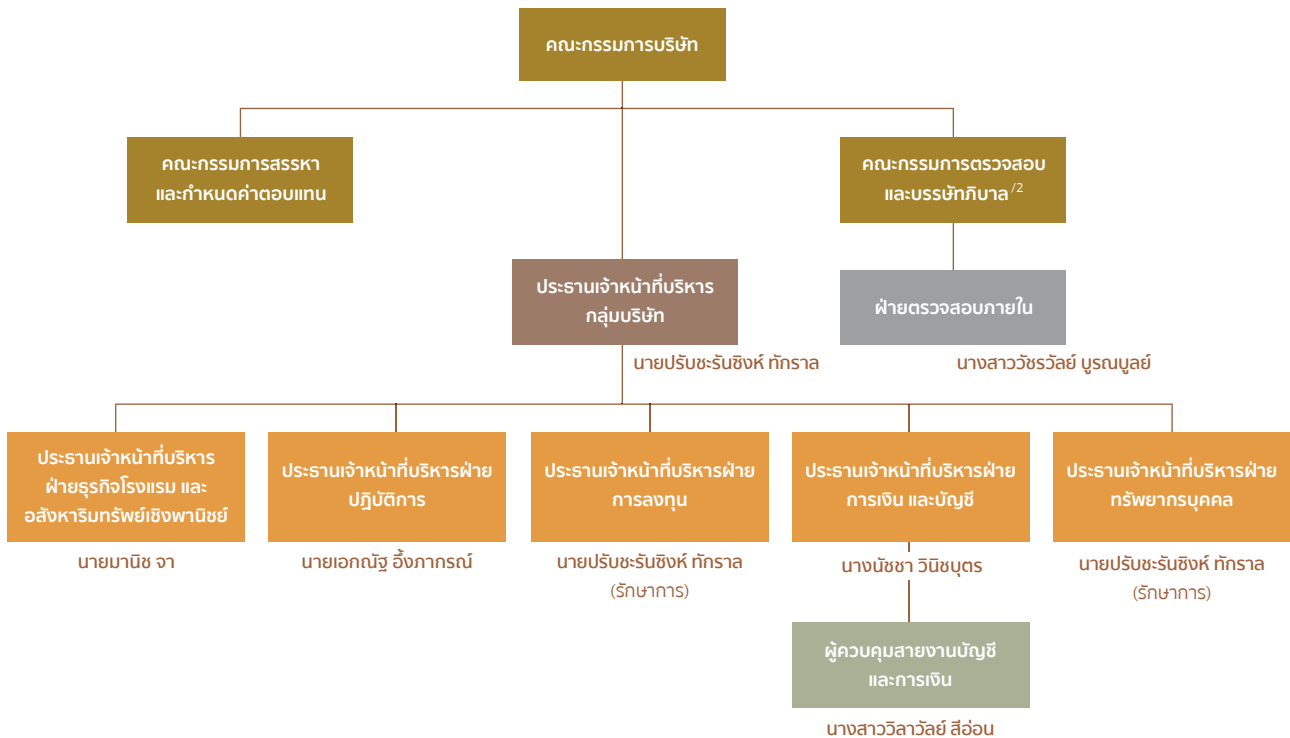 คณะกรรมการบริษัท
คณะกรรมการสรรหา
และกำหนดค่าตอบแทน
คณะกรรมการตรวจสอบ
และบรรษัทภิบาล/2
ประธานเจ้าหน้าที่บริหาร
กลุ่มบริษัท
นายปรับชะรันซิงห์ ทักราล
ฝ่ายตรวจสอบภายใน
นางสาววัชรวัลย์ บูรณบูลย์
ประธานเจ้าหน้าที่บริหาร
ฝ่ายธุรกิจโรงแรม และ
อสังหาริมทรัพย์เชิงพานิชย์
นายมานิช จา
ประธานเจ้าหน้าที่บริหารฝ่าย
ปฏิบัติการ
นายเอกณัฐ อึ้งภากรณ์
ประธานเจ้าหน้าที่บริหารฝ่าย
การลงทุน
นายปรับชะรันซิงห์ ทักราล
(รักษาการ)
ประธานเจ้าหน้าที่บริหารฝ่าย
การเงิน และบัญชี
นางนัชชา วินิชบุตร
ประธานเจ้าหน้าที่บริหารฝ่าย
ทรัพยากรบุคคล
นายปรับชะรันซิงห์ ทักราล
(รักษาการ)
ผู้ควบคุมสายงานบัญชี
และการเงิน
นางสาววิลาวัลย์ สีอ่อน